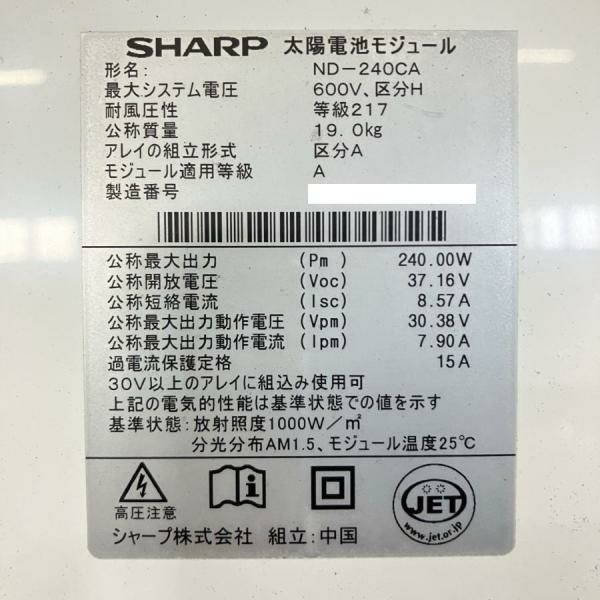 SHARP 太陽電池モジュール
形名: ND-240CA
最大システム電圧 600V、区分H
耐風圧性 等級217
公称質量 19.0kg
アレイの組立形式 区分A
モジュール適用等級 A
製造番号
公称最大出力 (Pm) 240.00W
公称開放電圧 (Voc) 37.16V
公称短絡電流 (Isc) 8.57A
公称最大出力動作電圧 (Vpm) 30.38V
公称最大出力動作電流 (Ipm) 7.90A
過電流保護定格 15A
30V以上のアレイに組込み使用可
上記の電気的性能は基準状態での値を示す
基準状態:放射照度1000W/㎡
分光分布AM1.5、モジュール温度25℃
高圧注意
JET
www.jet.or.jp
シャープ株式会社 組立:中国